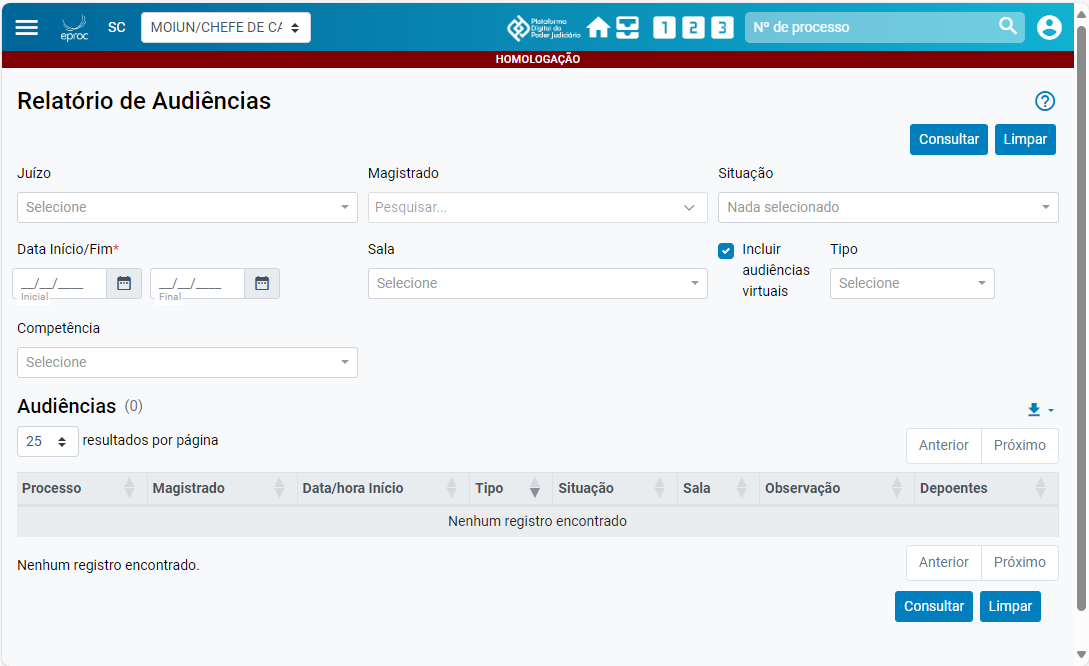 eproc SC MOIUN/CHEFE DE CA Plataforma Digital do Poder Judiciário 1 2 3 Nº de processo
HOMOLOGAÇÃO
Relatório de Audiências ?
Consultar Limpar
Juízo Magistrado Situação
Selecione Pesquisar... Nada selecionado
Data Início/Fim* Sala Incluir audiências virtuais Tipo
__/__/____ __/__/____ Selecione Selecione
Inicial Final
Competência
Selecione
Audiências (0)
25 resultados por página Anterior Próximo
Processo Magistrado Data/hora Início Tipo Situação Sala Observação Depoentes
Nenhum registro encontrado
Nenhum registro encontrado. Anterior Próximo
Consultar Limpar